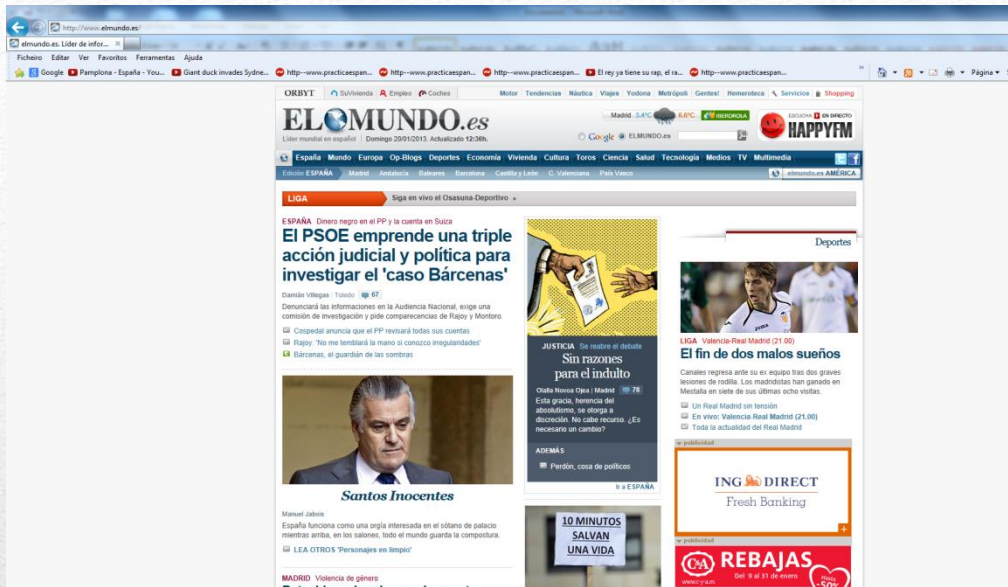 http://www.elmundo.es/
elmundo.es. Líder de infor...
Ficheiro Editar Ver Favoritos Ferramentas Ajuda
Google Pamplona - España - You... Giant duck invades Sydne... http--www.practicaespan... http--www.practicaespan... http--www.practicaespan... El rey ya tiene su rap, el ra... http--www.practicaespan... Página
ORBYT SuVivienda Empleo Coches Motor Tendencias Náutica Viajes Yodona Metrópoli Gentes! Hemeroteca Servicios Shopping
EL MUNDO.es
Líder mundial en español Domingo 20/01/2013. Actualizado 12:36h.
Madrid 3.4ºC 6.6ºC IBERDROLA
Google ELMUNDO.es
ESCUCHA EN DIRECTO
HAPPYFM
España Mundo Europa Op-Blogs Deportes Economía Vivienda Cultura Toros Ciencia Salud Tecnología Medios TV Multimedia
Edición ESPAÑA Madrid Andalucía Baleares Barcelona Castilla y León C. Valenciana País Vasco elmundo.es AMÉRICA
LIGA Siga en vivo el Osasuna-Deportivo
ESPAÑA Dinero negro en el PP y la cuenta en Suiza
El PSOE emprende una triple
acción judicial y política para
investigar el 'caso Bárcenas'
Damián Villegas | Toledo 67
Denunciará las informaciones en la Audiencia Nacional, exige una
comisión de investigación y pide comparecencias de Rajoy y Montoro.
Cospedal anuncia que el PP revisará todas sus cuentas
Rajoy: 'No me temblará la mano si conozco irregularidades'
Bárcenas, el guardián de las sombras
Santos Inocentes
Manuel Jabois
España funciona como una orgía interesada en el sótano de palacio
mientras arriba, en los salones, todo el mundo guarda la compostura.
LEA OTROS 'Personajes en limpio'
MADRID Violencia de género
JUSTICIA Se reabre el debate
Sin razones
para el indulto
Olalla Novoa Ojea | Madrid 78
Esta gracia, herencia del
absolutismo, se otorga a
discreción. No cabe recurso. ¿Es
necesario un cambio?
ADEMÁS
Perdón, cosa de políticos
Ir a ESPAÑA
10 MINUTOS
SALVAN
UNA VIDA
Deportes
LIGA Valencia-Real Madrid (21.00)
El fin de dos malos sueños
Canales regresa ante su ex equipo tras dos graves
lesiones de rodilla. Los madridistas han ganado en
Mestalla en siete de sus últimas ocho visitas.
Un Real Madrid sin tensión
En vivo: Valencia-Real Madrid (21.00)
Toda la actualidad del Real Madrid
publicidad
ING DIRECT
Fresh Banking
publicidad
C&A REBAJAS
Del 9 al 31 de enero
www.c-y-a.es
Hasta
-50%